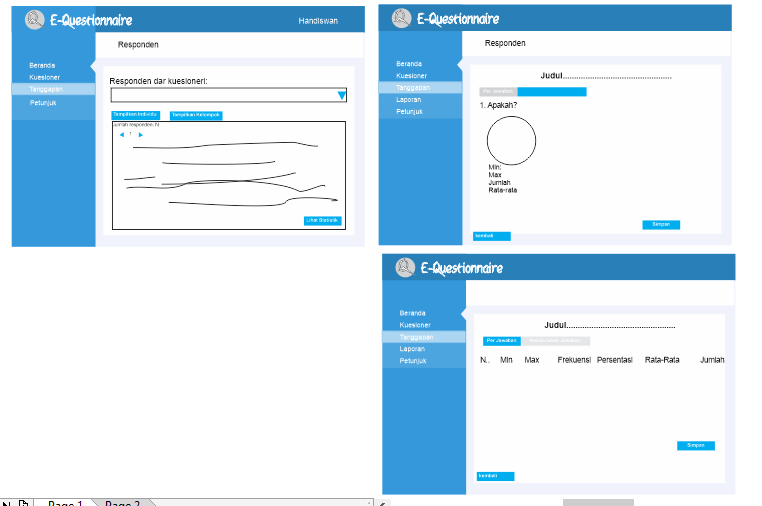 E-Questionnaire
Handiswan
Responden
Beranda
Kuesioner
Tanggapan
Petunjuk
Responden dar kuesioneri:
Tampilkan Individu
Tampilkan Kelompok
Jumlah responden: N
1
Lihat Statistik
E-Questionnaire
Responden
Beranda
Kuesioner
Tanggapan
Laporan
Petunjuk
Judul....................................................
Per Jawaban
1. Apakah?
Min:
Max
Jumlah
Rata-rata
Simpan
kembali
E-Questionnaire
Beranda
Kuesioner
Tanggapan
Laporan
Petunjuk
Judul....................................................
Per Jawaban
N.. Min Max Frekuensi Persentasi Rata-Rata Jumlah
Simpan
kembali
Page 1 Page 2